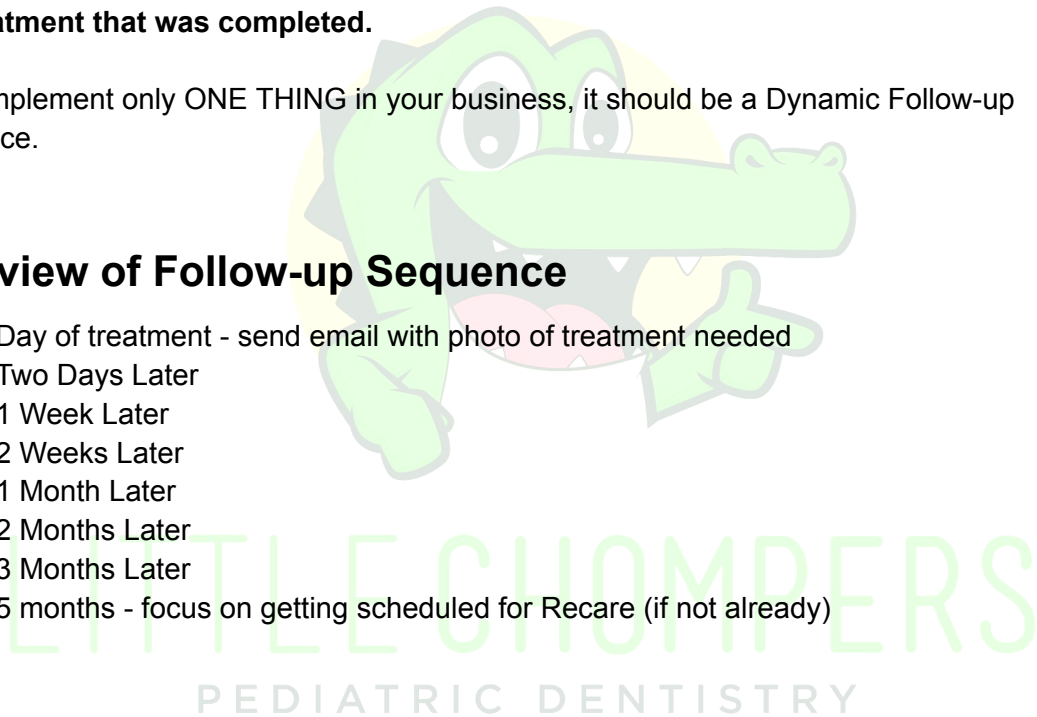 atment that was completed.
mplement only ONE THING in your business, it should be a Dynamic Follow-up
ce.
view of Follow-up Sequence
Day of treatment - send email with photo of treatment needed
Two Days Later
1 Week Later
2 Weeks Later
1 Month Later
2 Months Later
3 Months Later
5 months - focus on getting scheduled for Recare (if not already)
LITTLE CHOMPERS
PEDIATRIC DENTISTRY